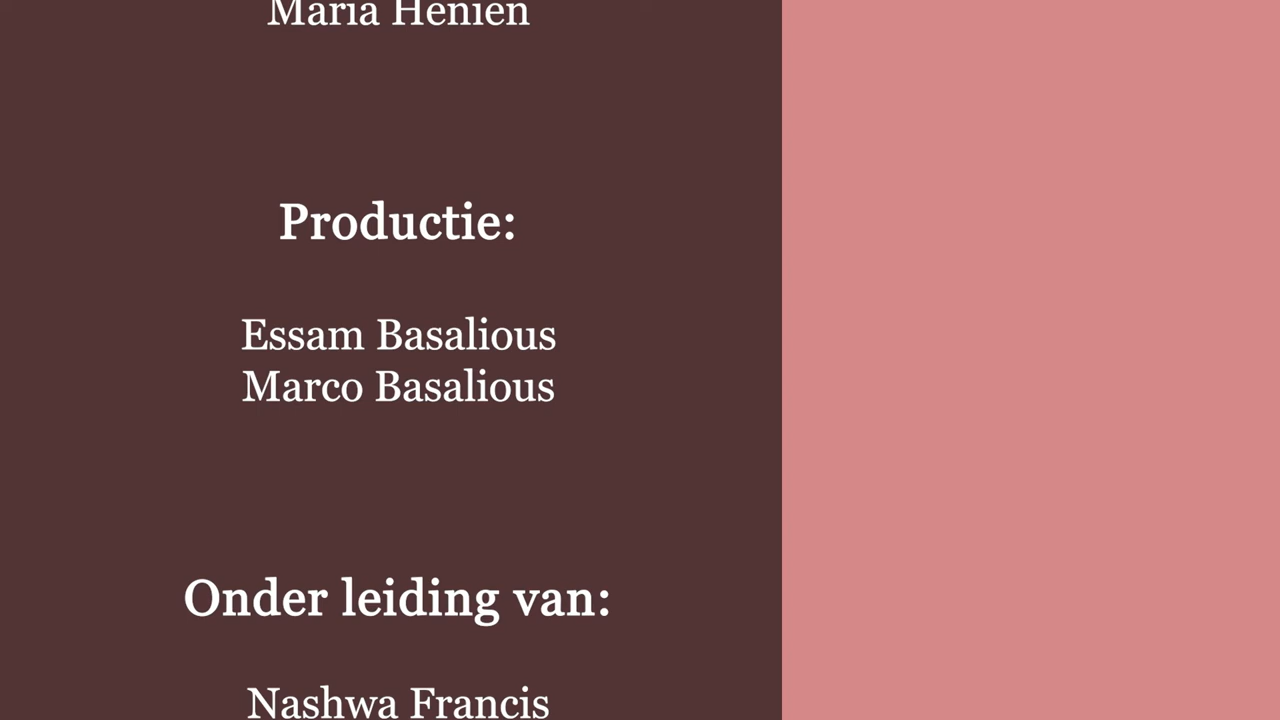 Maria Henien
Productie:
Essam Basalious
Marco Basalious
Onder leiding van:
Nashwa Francis